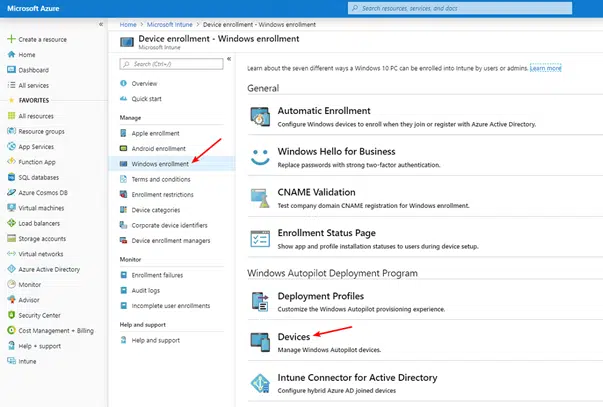 Microsoft Azure
Search resources, services, and docs
Create a resource
Home
Dashboard
All services
FAVORITES
All resources
Resource groups
App Services
Function App
SQL databases
Azure Cosmos DB
Virtual machines
Load balancers
Storage accounts
Virtual networks
Azure Active Directory
Monitor
Advisor
Security Center
Cost Management + Billing
Help + support
Intune
Home > Microsoft Intune > Device enrollment - Windows enrollment
Device enrollment - Windows enrollment
Microsoft Intune
Search (Ctrl+/)
Overview
Quick start
Manage
Apple enrollment
Android enrollment
Windows enrollment
Terms and conditions
Enrollment restrictions
Device categories
Corporate device identifiers
Device enrollment managers
Monitor
Enrollment failures
Audit logs
Incomplete user enrollments
Help and support
Help and support
Learn about the seven different ways a Windows 10 PC can be enrolled into Intune by users or admins. Learn more
General
Automatic Enrollment
Configure Windows devices to enroll when they join or register with Azure Active Directory.
Windows Hello for Business
Replace passwords with strong two-factor authentication.
CNAME Validation
Test company domain CNAME registration for Windows enrollment.
Enrollment Status Page
Show app and profile installation statuses to users during device setup.
Windows Autopilot Deployment Program
Deployment Profiles
Customize the Windows Autopilot provisioning experience.
Devices
Manage Windows Autopilot devices.
Intune Connector for Active Directory
Configure hybrid Azure AD joined devices